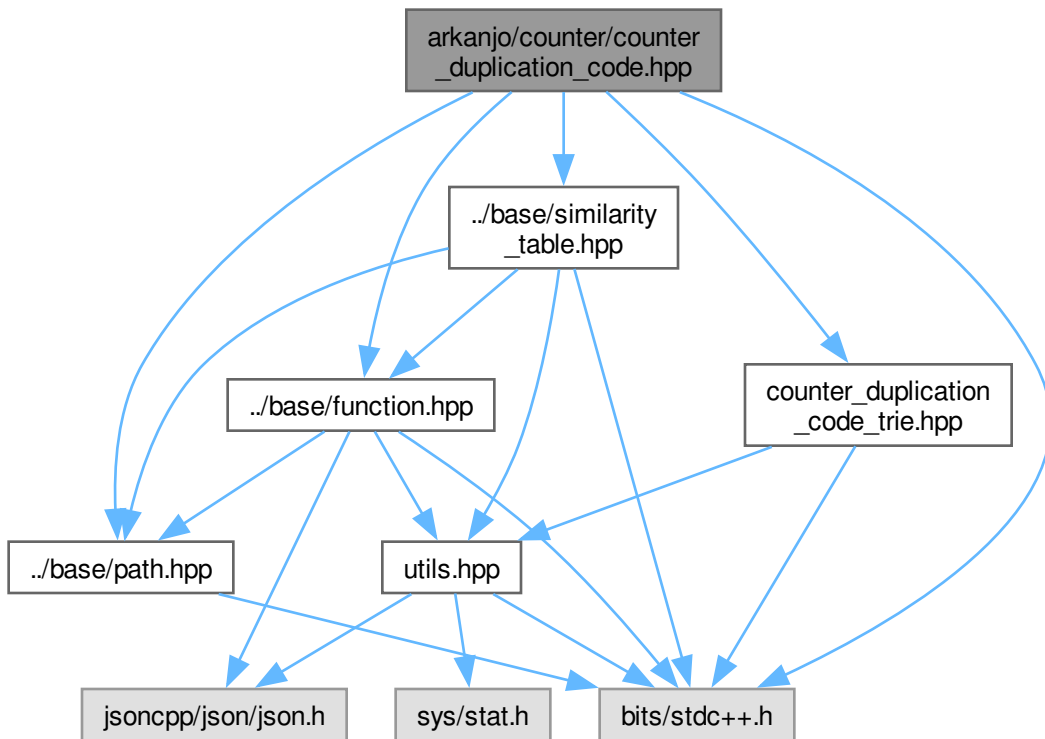 arkanjo/counter/counter
_duplication_code.hpp
../base/similarity
_table.hpp
../base/function.hpp
counter_duplication
_code_trie.hpp
../base/path.hpp
utils.hpp
jsoncpp/json/json.h
sys/stat.h
bits/stdc++.h